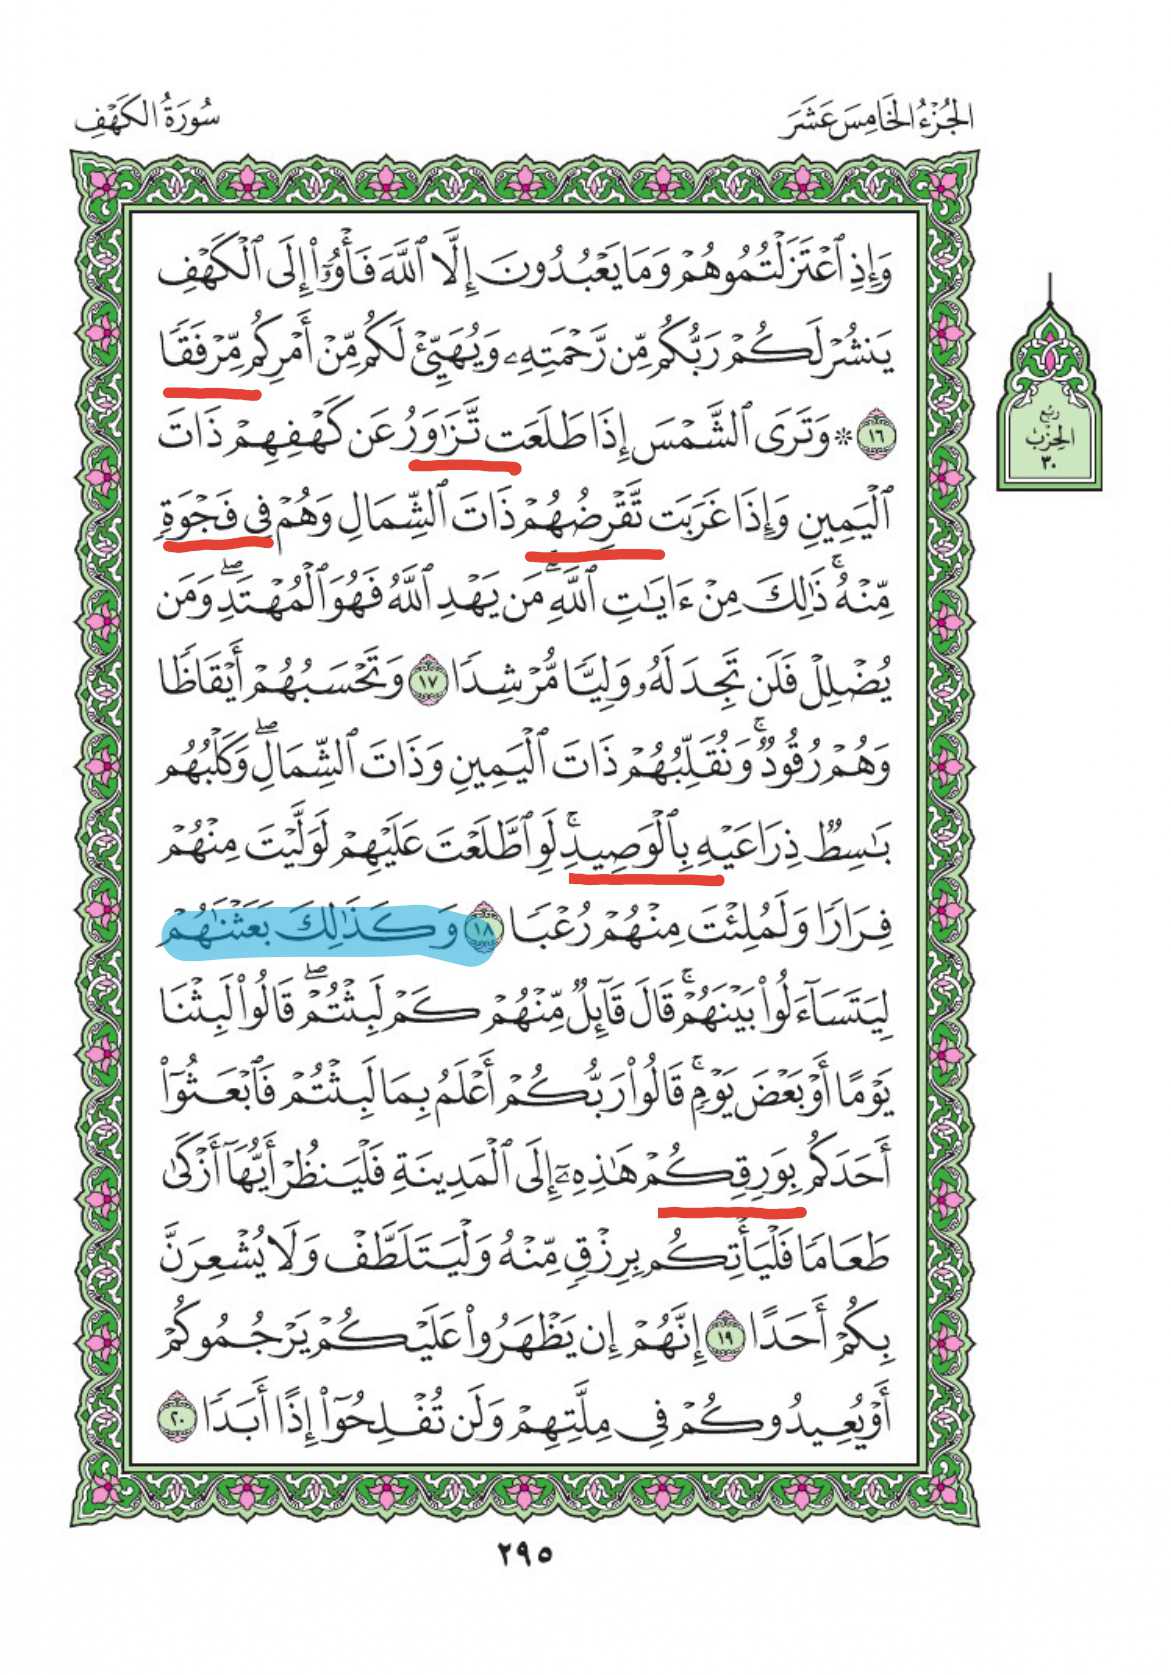 الجُزْءُ الخَامِسَ عَشَرَ
سُورَةُ الكَهْفِ
وَإِذِ ٱعْتَزَلْتُمُوهُمْ وَمَا يَعْبُدُونَ إِلَّا ٱللَّهَ فَأْوُۥٓا۟ إِلَى ٱلْكَهْفِ
يَنشُرْ لَكُمْ رَبُّكُم مِّن رَّحْمَتِهِۦ وَيُهَيِّئْ لَكُم مِّنْ أَمْرِكُم مِّرْفَقًا
١٦ ۞ وَتَرَى ٱلشَّمْسَ إِذَا طَلَعَت تَّزَٰوَرُ عَن كَهْفِهِمْ ذَاتَ
ٱلْيَمِينِ وَإِذَا غَرَبَت تَّقْرِضُهُمْ ذَاتَ ٱلشِّمَالِ وَهُمْ فِى فَجْوَةٍ
مِّنْهُ ۚ ذَٰلِكَ مِنْ ءَايَٰتِ ٱللَّهِ ۗ مَن يَهْدِ ٱللَّهُ فَهُوَ ٱلْمُهْتَدِ ۖ وَمَن
يُضْلِلْ فَلَن تَجِدَ لَهُۥ وَلِيًّا مُّرْشِدًا ١٧ وَتَحْسَبُهُمْ أَيْقَاظًا
وَهُمْ رُقُودٌ ۚ وَنُقَلِّبُهُمْ ذَاتَ ٱلْيَمِينِ وَذَاتَ ٱلشِّمَالِ ۖ وَكَلْبُهُم
بَٰسِطٌ ذِرَاعَيْهِ بِٱلْوَصِيدِ ۚ لَوِ ٱطَّلَعْتَ عَلَيْهِمْ لَوَلَّيْتَ مِنْهُمْ
فِرَارًا وَلَمُلِئْتَ مِنْهُمْ رُعْبًا ١٨ وَكَذَٰلِكَ بَعَثْنَٰهُمْ
لِيَتَسَآءَلُوا۟ بَيْنَهُمْ ۚ قَالَ قَآئِلٌ مِّنْهُمْ كَمْ لَبِثْتُمْ ۖ قَالُوا۟ لَبِثْنَا
يَوْمًا أَوْ بَعْضَ يَوْمٍ ۚ قَالُوا۟ رَبُّكُمْ أَعْلَمُ بِمَا لَبِثْتُمْ فَٱبْعَثُوٓا۟
أَحَدَكُم بِوَرِقِكُمْ هَٰذِهِۦٓ إِلَى ٱلْمَدِينَةِ فَلْيَنظُرْ أَيُّهَآ أَزْكَىٰ
طَعَامًا فَلْيَأْتِكُم بِرِزْقٍ مِّنْهُ وَلْيَتَلَطَّفْ وَلَا يُشْعِرَنَّ
بِكُمْ أَحَدًا ١٩ إِنَّهُمْ إِن يَظْهَرُوا۟ عَلَيْكُمْ يَرْجُمُوكُمْ
أَوْ يُعِيدُوكُمْ فِى مِلَّتِهِمْ وَلَن تُفْلِحُوٓا۟ إِذًا أَبَدًا ٢٠
رُبْع
الحِزْب
٣٠
٢٩٥